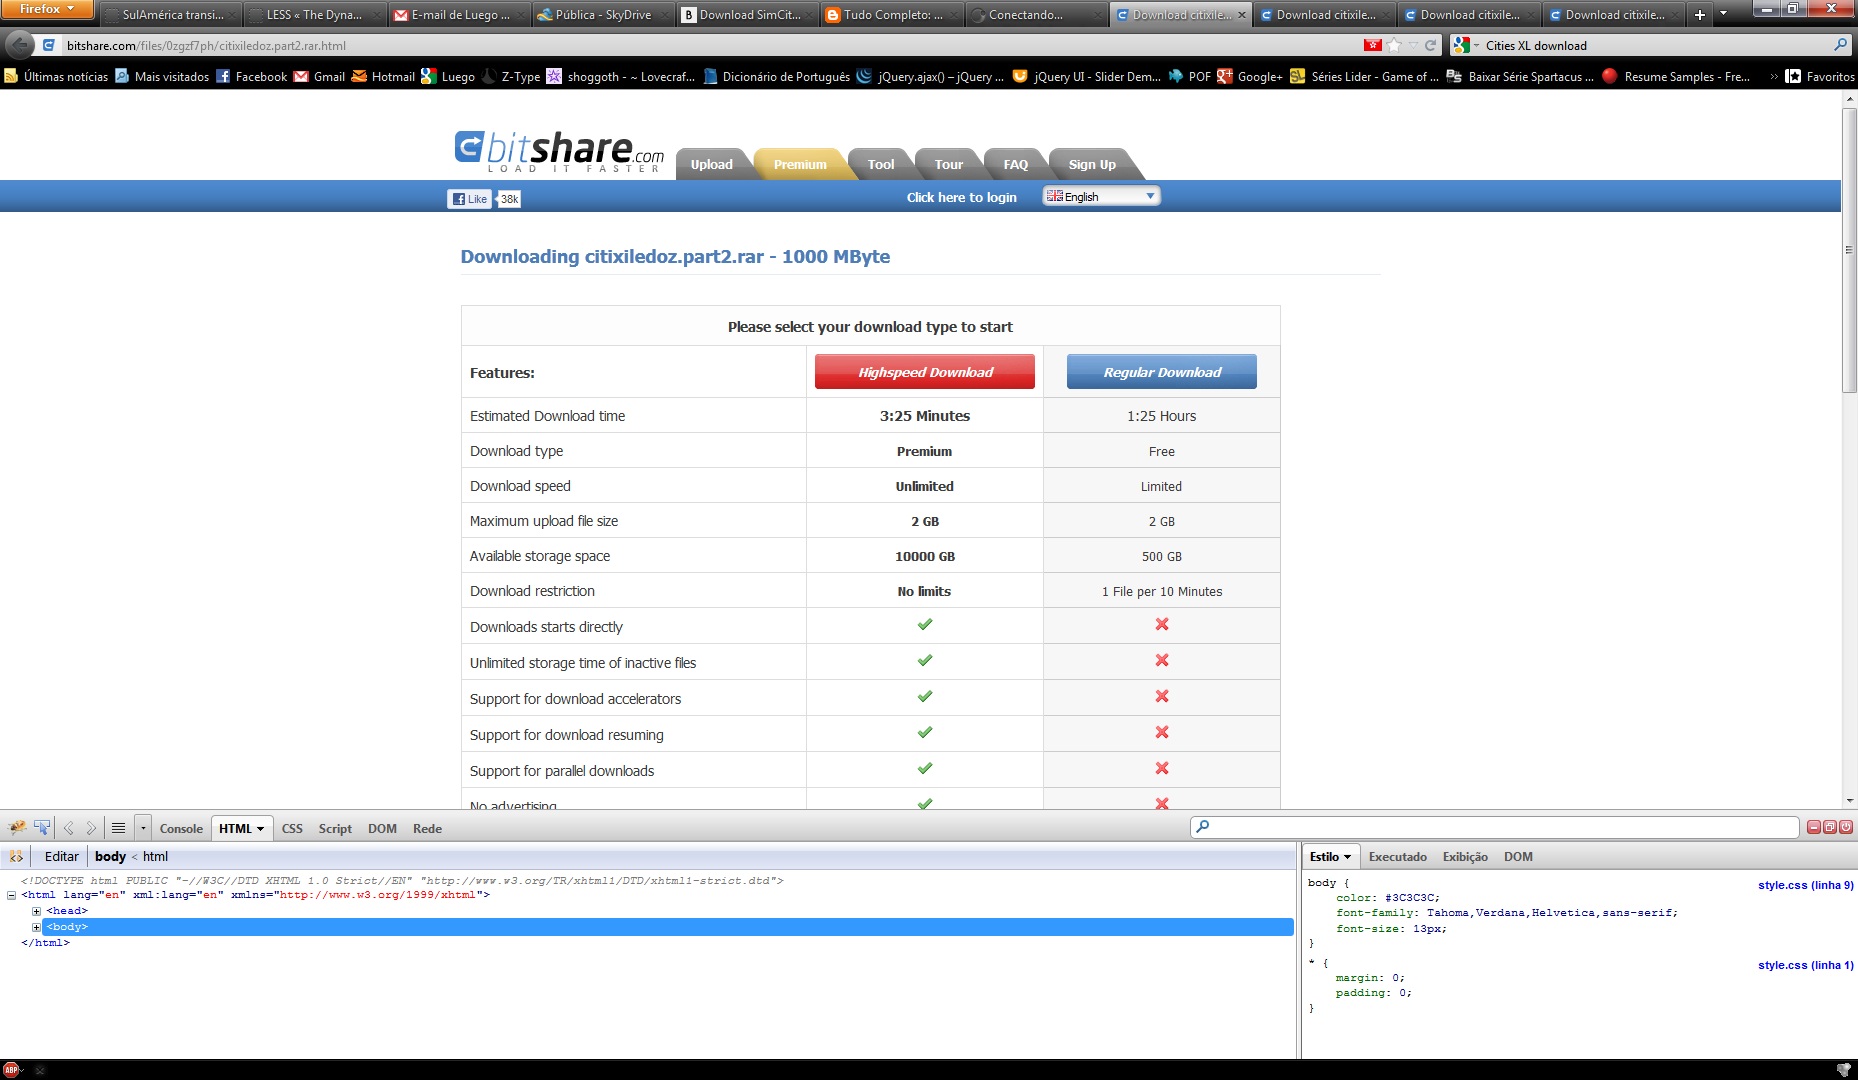 Firefox
SulAmérica transi...
LESS « The Dyna...
E-mail de Luego ...
Pública - SkyDrive
Download SimCit...
Tudo Completo: ...
Conectando...
Download citixile...
Download citixile...
Download citixile...
Download citixile...
bitshare.com/files/0zgzf7ph/citixiledoz.part2.rar.html
Cities XL download
Últimas notícias
Mais visitados
Facebook
Gmail
Hotmail
Luego
Z-Type
shoggoth - ~ Lovecraf...
Dicionário de Português
jQuery.ajax() – jQuery ...
jQuery UI - Slider Dem...
POF
Google+
Séries Lider - Game of ...
Baixar Série Spartacus ...
Resume Samples - Fre...
Favoritos
bitshare.com
LOAD IT FASTER
Upload
Premium
Tool
Tour
FAQ
Sign Up
Like
38k
Click here to login
English
Downloading citixiledoz.part2.rar - 1000 MByte
Please select your download type to start
Features: Highspeed Download Regular Download
Estimated Download time 3:25 Minutes 1:25 Hours
Download type Premium Free
Download speed Unlimited Limited
Maximum upload file size 2 GB 2 GB
Available storage space 10000 GB 500 GB
Download restriction No limits 1 File per 10 Minutes
Downloads starts directly
Unlimited storage time of inactive files
Support for download accelerators
Support for download resuming
Support for parallel downloads
No advertising
Console HTML CSS Script DOM Rede
Editar body < html
<!DOCTYPE html PUBLIC "-//W3C//DTD XHTML 1.0 Strict//EN" "http://www.w3.org/TR/xhtml1/DTD/xhtml1-strict.dtd">
<html lang="en" xml:lang="en" xmlns="http://www.w3.org/1999/xhtml">
<head>
<body>
</html>
Estilo Executado Exibição DOM
body { style.css (linha 9)
color: #3C3C3C;
font-family: Tahoma,Verdana,Helvetica,sans-serif;
font-size: 13px;
}
* { style.css (linha 1)
margin: 0;
padding: 0;
}
ABP